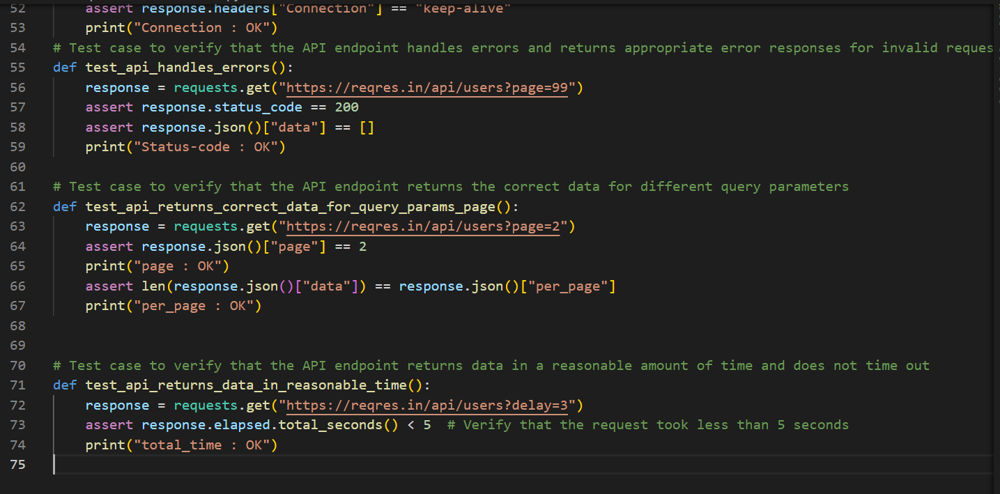 52 assert response.headers["Connection"] == "keep-alive"
53 print("Connection : OK")
54 # Test case to verify that the API endpoint handles errors and returns appropriate error responses for invalid reques
55 def test_api_handles_errors():
56 response = requests.get("https://reqres.in/api/users?page=99")
57 assert response.status_code == 200
58 assert response.json()["data"] == []
59 print("Status-code : OK")
60
61 # Test case to verify that the API endpoint returns the correct data for different query parameters
62 def test_api_returns_correct_data_for_query_params_page():
63 response = requests.get("https://reqres.in/api/users?page=2")
64 assert response.json()["page"] == 2
65 print("page : OK")
66 assert len(response.json()["data"]) == response.json()["per_page"]
67 print("per_page : OK")
68
69
70 # Test case to verify that the API endpoint returns data in a reasonable amount of time and does not time out
71 def test_api_returns_data_in_reasonable_time():
72 response = requests.get("https://reqres.in/api/users?delay=3")
73 assert response.elapsed.total_seconds() < 5 # Verify that the request took less than 5 seconds
74 print("total_time : OK")
75